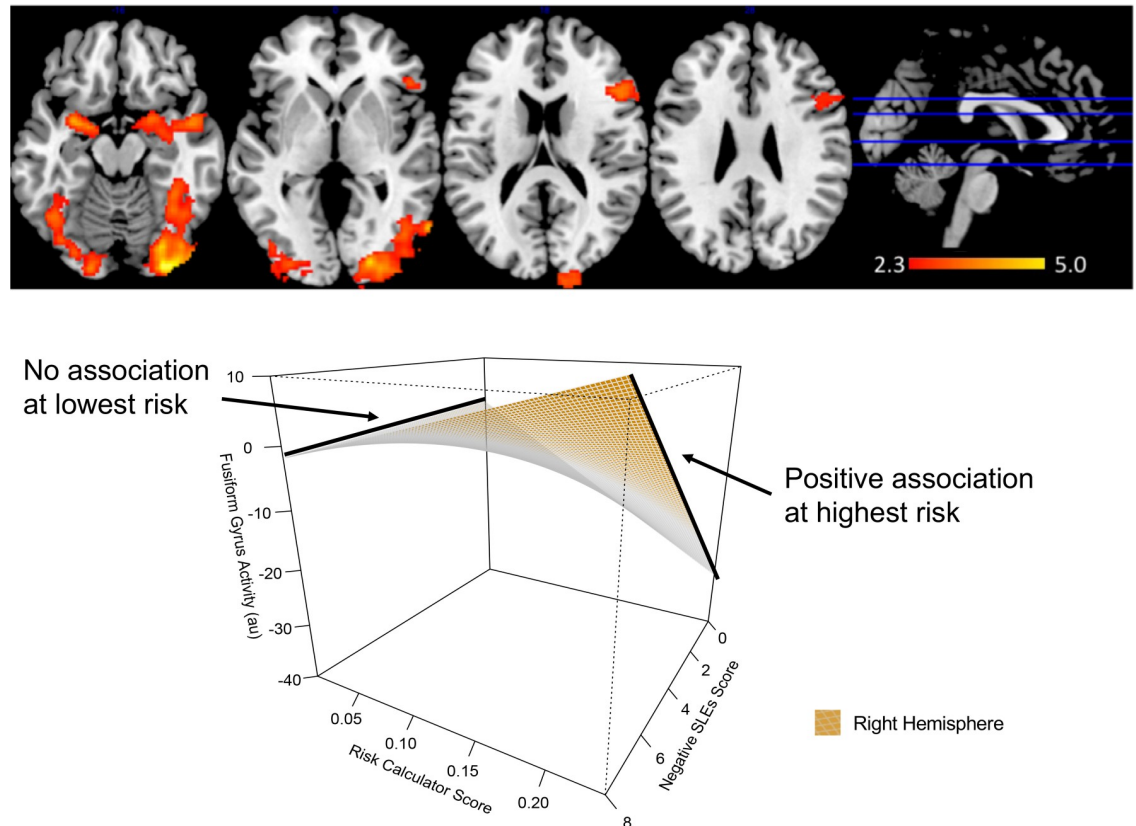 2.3
5.0
No association
at lowest risk
10
0
-10
-20
-30
-40
Fusiform Gyrus Activity (au)
Positive association
at highest risk
0.05
0.10
0.15
0.20
Risk Calculator Score
0
2
4
6
8
Negative SLEs Score
Right Hemisphere